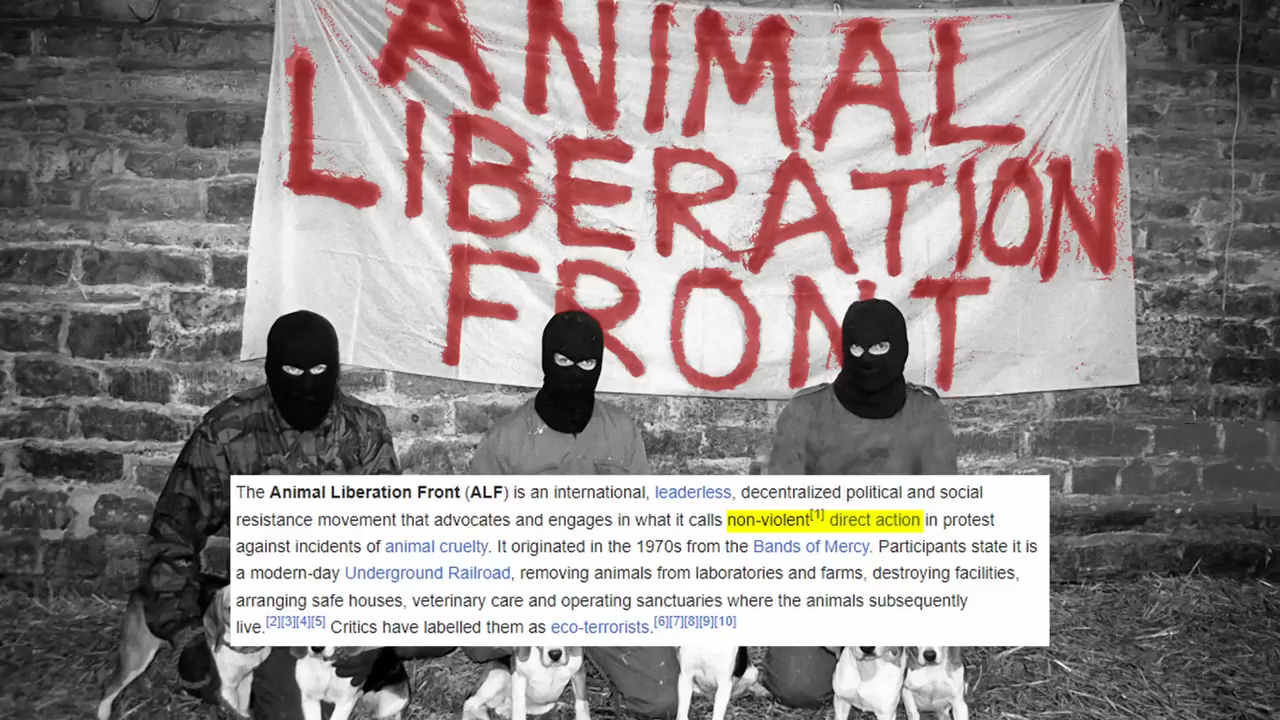 ANIMAL
LIBERATION
FRONT
The Animal Liberation Front (ALF) is an international, leaderless, decentralized political and social
resistance movement that advocates and engages in what it calls non-violent[1] direct action in protest
against incidents of animal cruelty. It originated in the 1970s from the Bands of Mercy. Participants state it is
a modern-day Underground Railroad, removing animals from laboratories and farms, destroying facilities,
arranging safe houses, veterinary care and operating sanctuaries where the animals subsequently
live.[2][3][4][5] Critics have labelled them as eco-terrorists.[6][7][8][9][10]